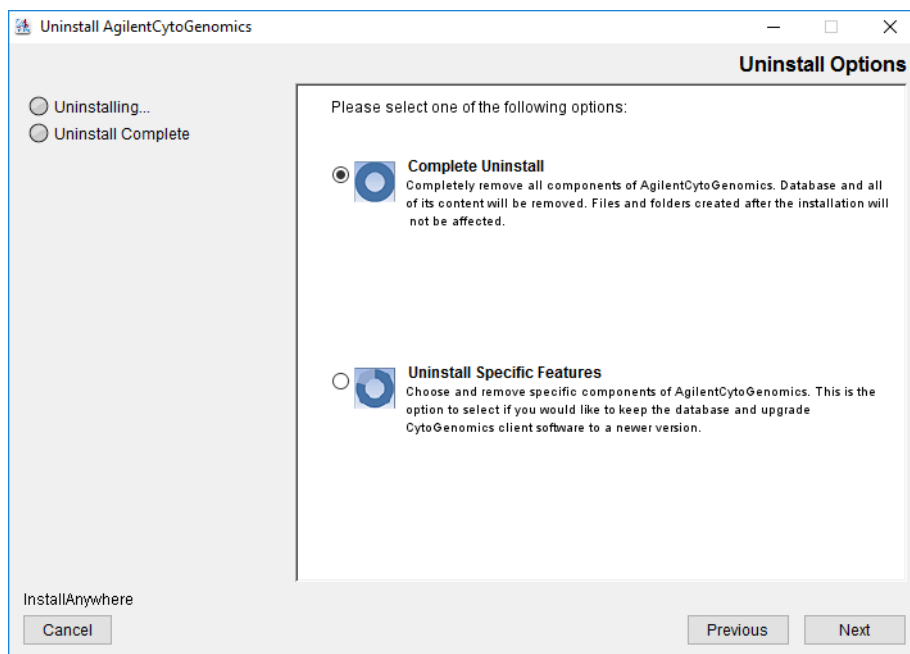 Uninstall AgilentCytoGenomics
Uninstall Options
Uninstalling...
Uninstall Complete
Please select one of the following options:
Complete Uninstall
Completely remove all components of AgilentCytoGenomics. Database and all
of its content will be removed. Files and folders created after the installation will
not be affected.
Uninstall Specific Features
Choose and remove specific components of AgilentCytoGenomics. This is the
option to select if you would like to keep the database and upgrade
CytoGenomics client software to a newer version.
InstallAnywhere
Cancel
Previous
Next